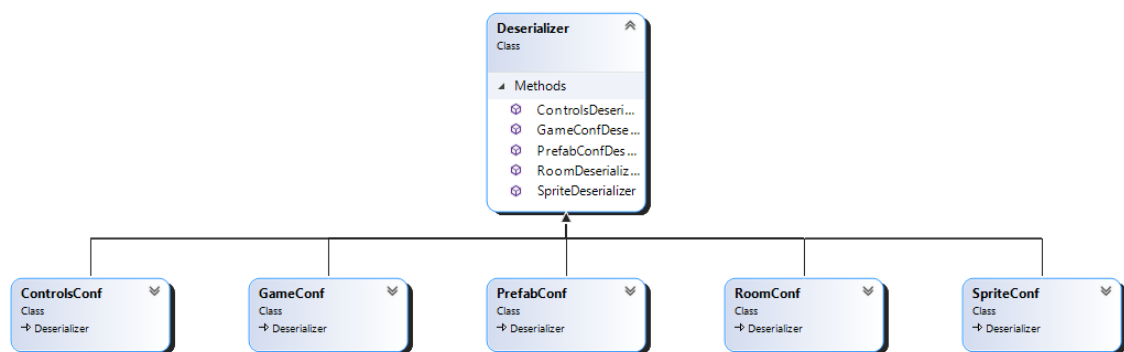 Deserializer
Class
Methods
ControlsDeseri...
GameConfDese...
PrefabConfDes...
RoomDeserializ...
SpriteDeserializer
ControlsConf
Class
Deserializer
GameConf
Class
Deserializer
PrefabConf
Class
Deserializer
RoomConf
Class
Deserializer
SpriteConf
Class
Deserializer